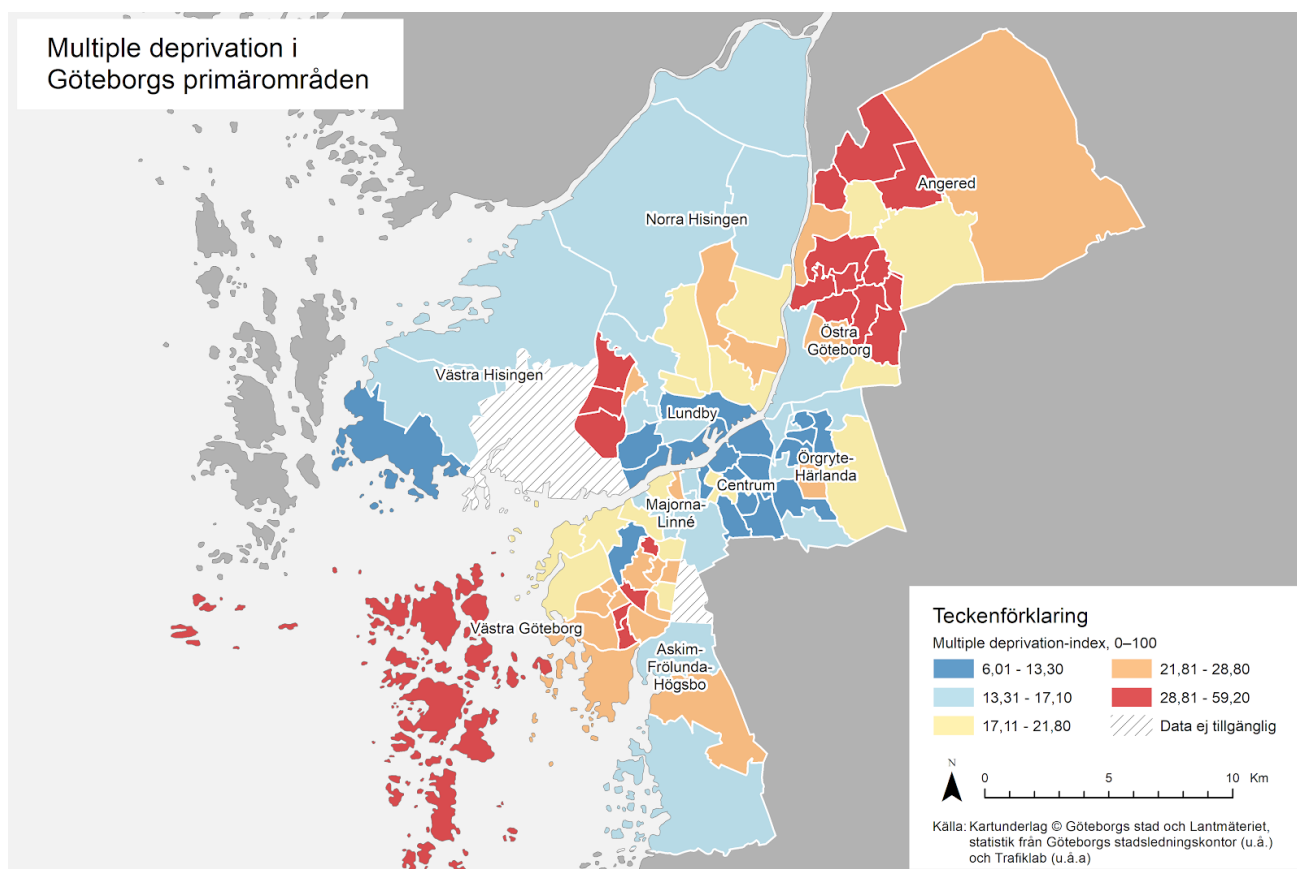 Multiple deprivation i
Göteborgs primärområden
Angered
Norra Hisingen
Östra
Göteborg
Västra Hisingen
Lundby
Örgryte-
Härlanda
Centrum
Majorna-
Linné
Västra Göteborg
Askim-
Frölunda-
Högsbo
Teckenförklaring
Multiple deprivation-index, 0–100
6,01 - 13,30
21,81 - 28,80
13,31 - 17,10
28,81 - 59,20
17,11 - 21,80
Data ej tillgänglig
N
0 5 10 Km
Källa: Kartunderlag © Göteborgs stad och Lantmäteriet,
statistik från Göteborgs stadsledningskontor (u.å.)
och Trafiklab (u.å.a)